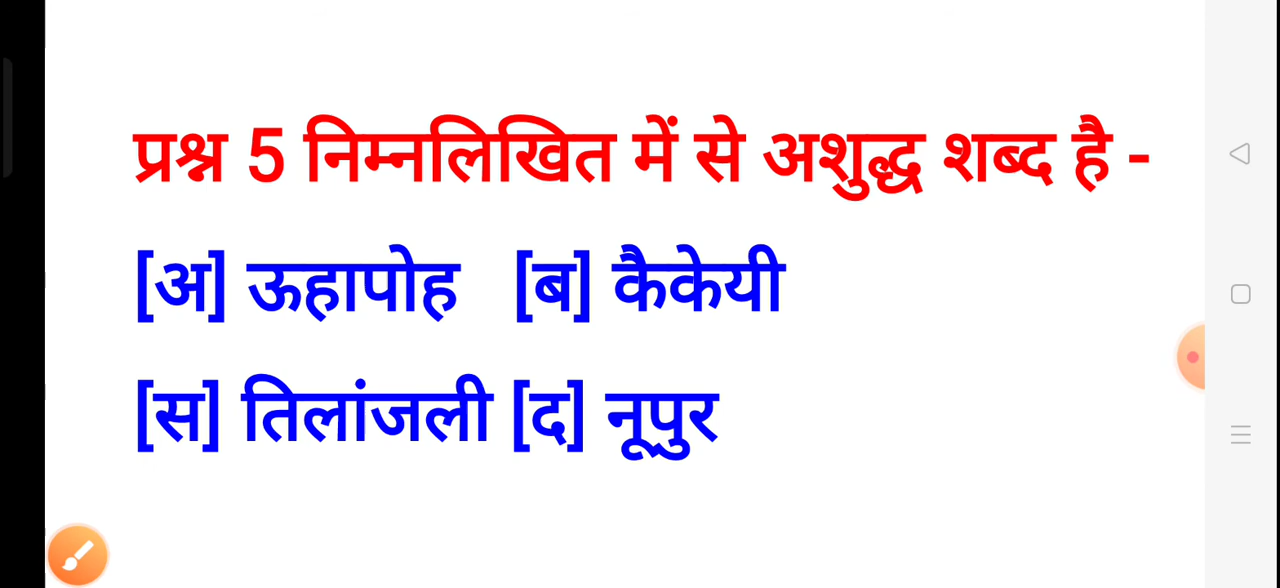 प्रश्न 5 निम्नलिखित में से अशुद्ध शब्द है -
[अ] ऊहापोह [ब] कैकेयी
[स] तिलांजली [द] नूपुर